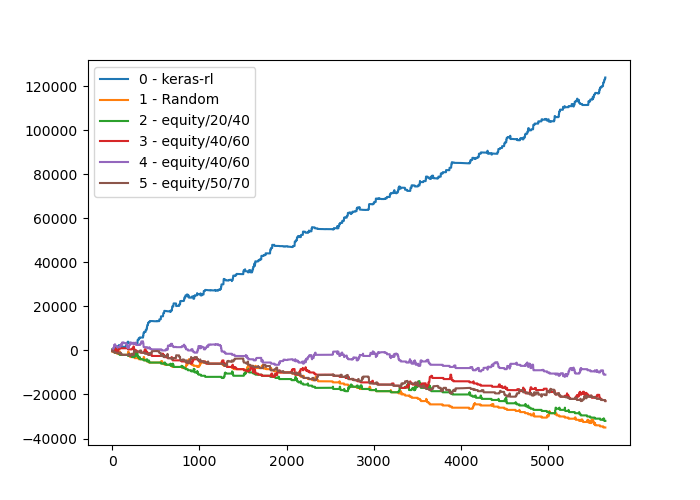 120000
100000
80000
60000
40000
20000
0
−20000
−40000
0 - keras-rl
1 - Random
2 - equity/20/40
3 - equity/40/60
4 - equity/40/60
5 - equity/50/70
0 1000 2000 3000 4000 5000